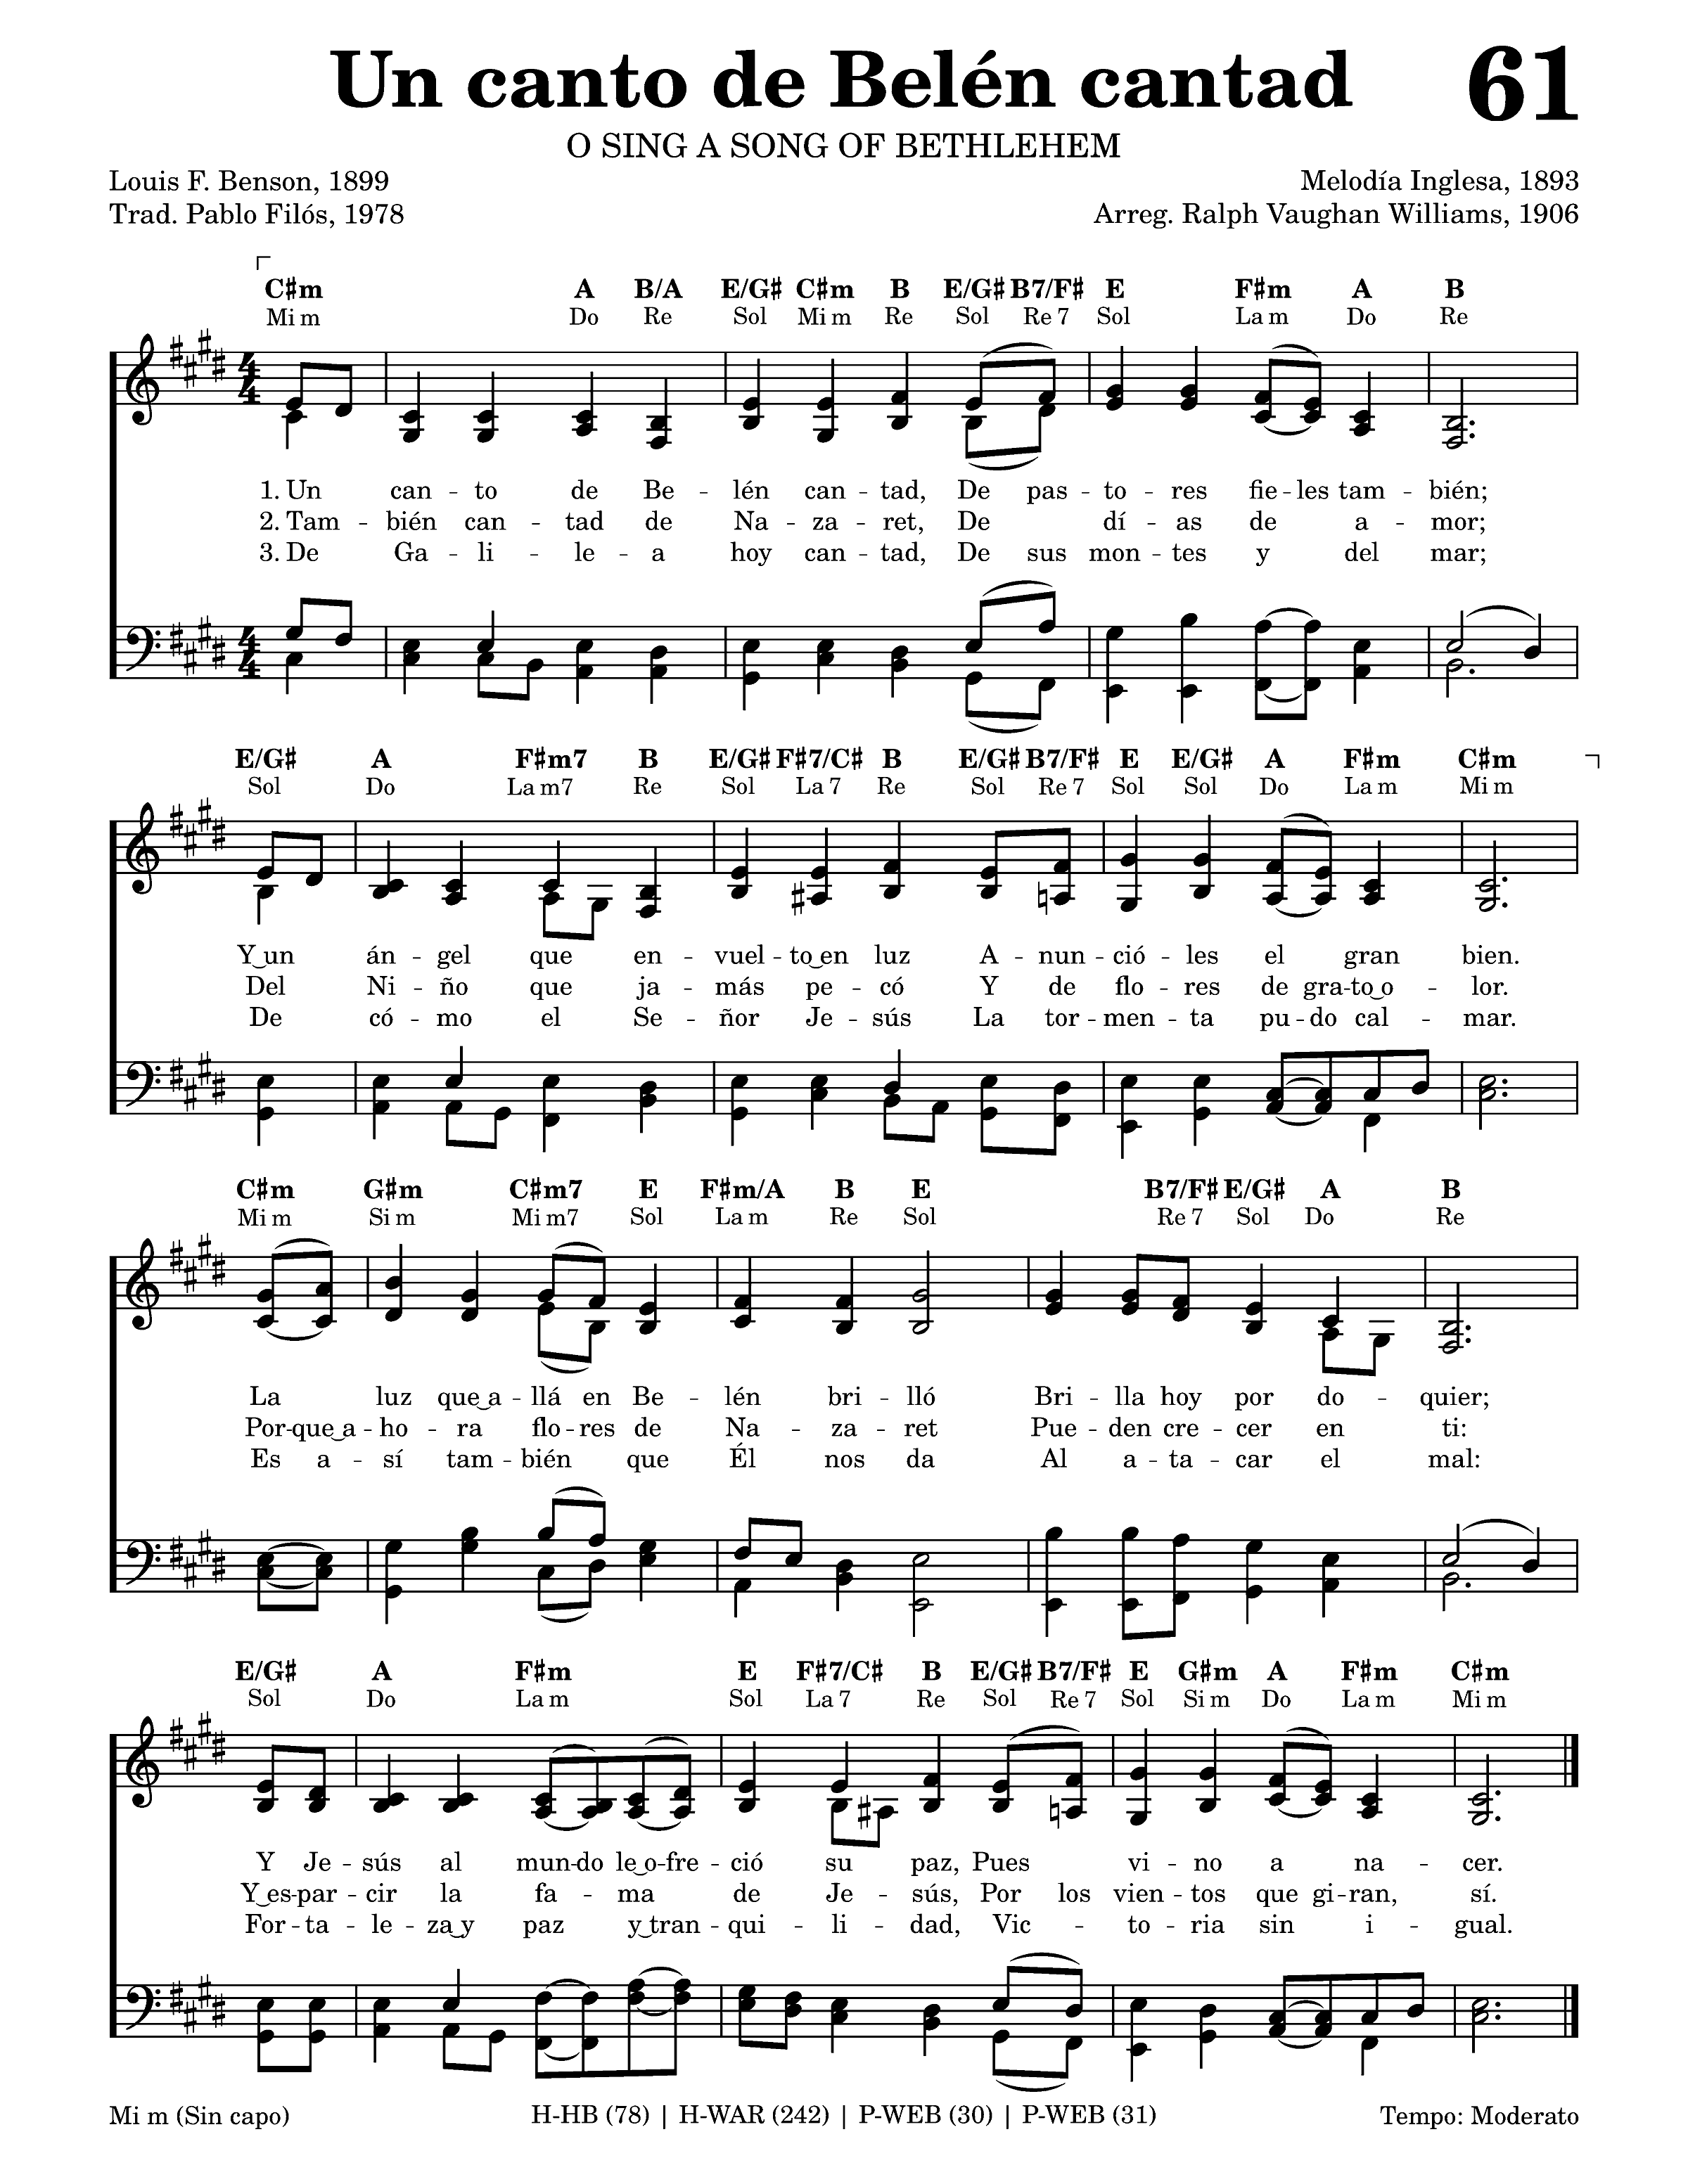 Un canto de Belén cantad
61
O SING A SONG OF BETHLEHEM
Louis F. Benson, 1899
Melodía Inglesa, 1893
Trad. Pablo Filós, 1978
Arreg. Ralph Vaughan Williams, 1906
C♯m A B/A E/G♯ C♯m B E/G♯ B7/F♯ E F♯m A B
Mi m Do Re Sol Mi m Re Sol Re 7 Sol La m Do Re
4 4
1. Un can - to de Be - lén can - tad, De pas - to - res fie - les tam - bién;
2. Tam - bién can - tad de Na - za - ret, De dí - as de a - mor;
3. De Ga - li - le - a hoy can - tad, De sus mon - tes y del mar;
4 4
E/G♯ A F♯m7 B E/G♯ F♯7/C♯ B E/G♯ B7/F♯ E E/G♯ A F♯m C♯m
Sol Do La m7 Re Sol La 7 Re Sol Re 7 Sol Sol Do La m Mi m
Y‿un án - gel que en - vuel - to‿en luz A - nun - ció - les el gran bien.
Del Ni - ño que ja - más pe - có Y de flo - res de gra - to‿o - lor.
De có - mo el Se - ñor Je - sús La tor - men - ta pu - do cal - mar.
C♯m G♯m C♯m7 E F♯m/A B E B7/F♯ E/G♯ A B
Mi m Si m Mi m7 Sol La m Re Sol Re 7 Sol Do Re
La luz que‿a - llá en Be - lén bri - lló Bri - lla hoy por do - quier;
Por - que‿a - ho - ra flo - res de Na - za - ret Pue - den cre - cer en ti:
Es a - sí tam - bién que Él nos da Al a - ta - car el mal:
E/G♯ A F♯m E F♯7/C♯ B E/G♯ B7/F♯ E G♯m A F♯m C♯m
Sol Do La m Sol La 7 Re Sol Re 7 Sol Si m Do La m Mi m
Y Je - sús al mun - do le‿o - fre - ció su paz, Pues vi - no a na - cer.
Y‿es - par - cir la fa - ma de Je - sús, Por los vien - tos que gi - ran, sí.
For - ta - le - za‿y paz y‿tran - qui - li - dad, Vic - to - ria sin i - gual.
Mi m (Sin capo)
H-HB (78) | H-WAR (242) | P-WEB (30) | P-WEB (31)
Tempo: Moderato